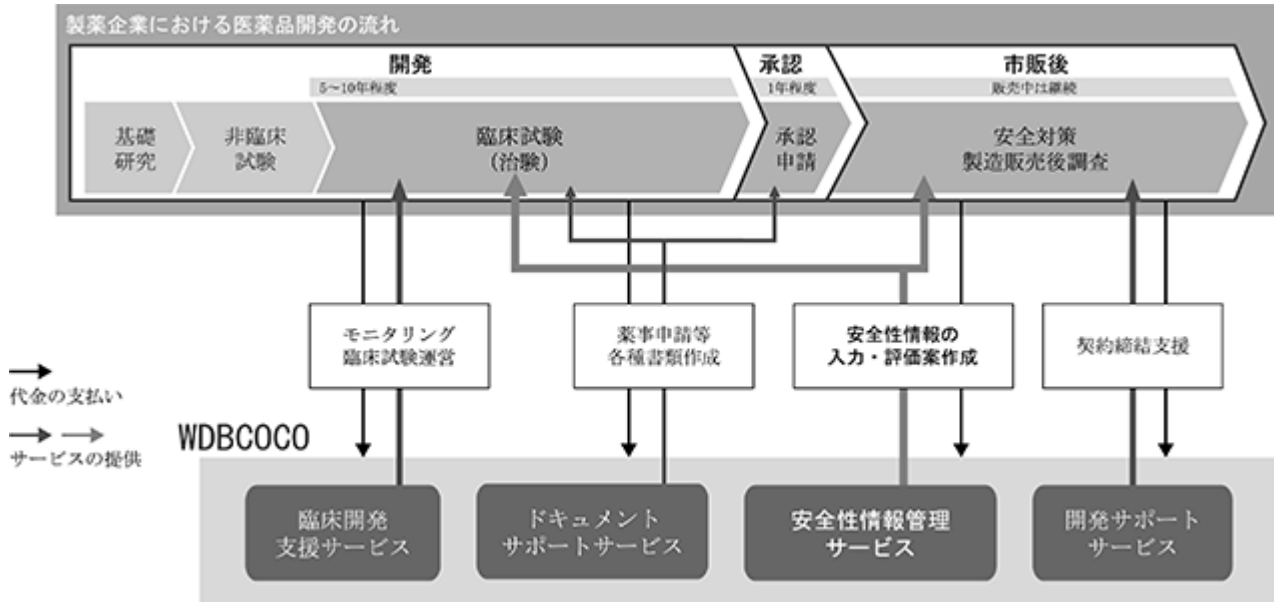 製薬企業における医薬品開発の流れ
開発
承認
市販後
5～10年程度
1年程度
販売中は継続
基礎
研究
非臨床
試験
臨床試験
(治験)
承認
申請
安全対策
製造販売後調査
モニタリング
臨床試験運営
薬事申請等
各種書類作成
安全性情報の
入力・評価案作成
契約締結支援
代金の支払い
サービスの提供
WDBCOCO
臨床開発
支援サービス
ドキュメント
サポートサービス
安全性情報管理
サービス
開発サポート
サービス